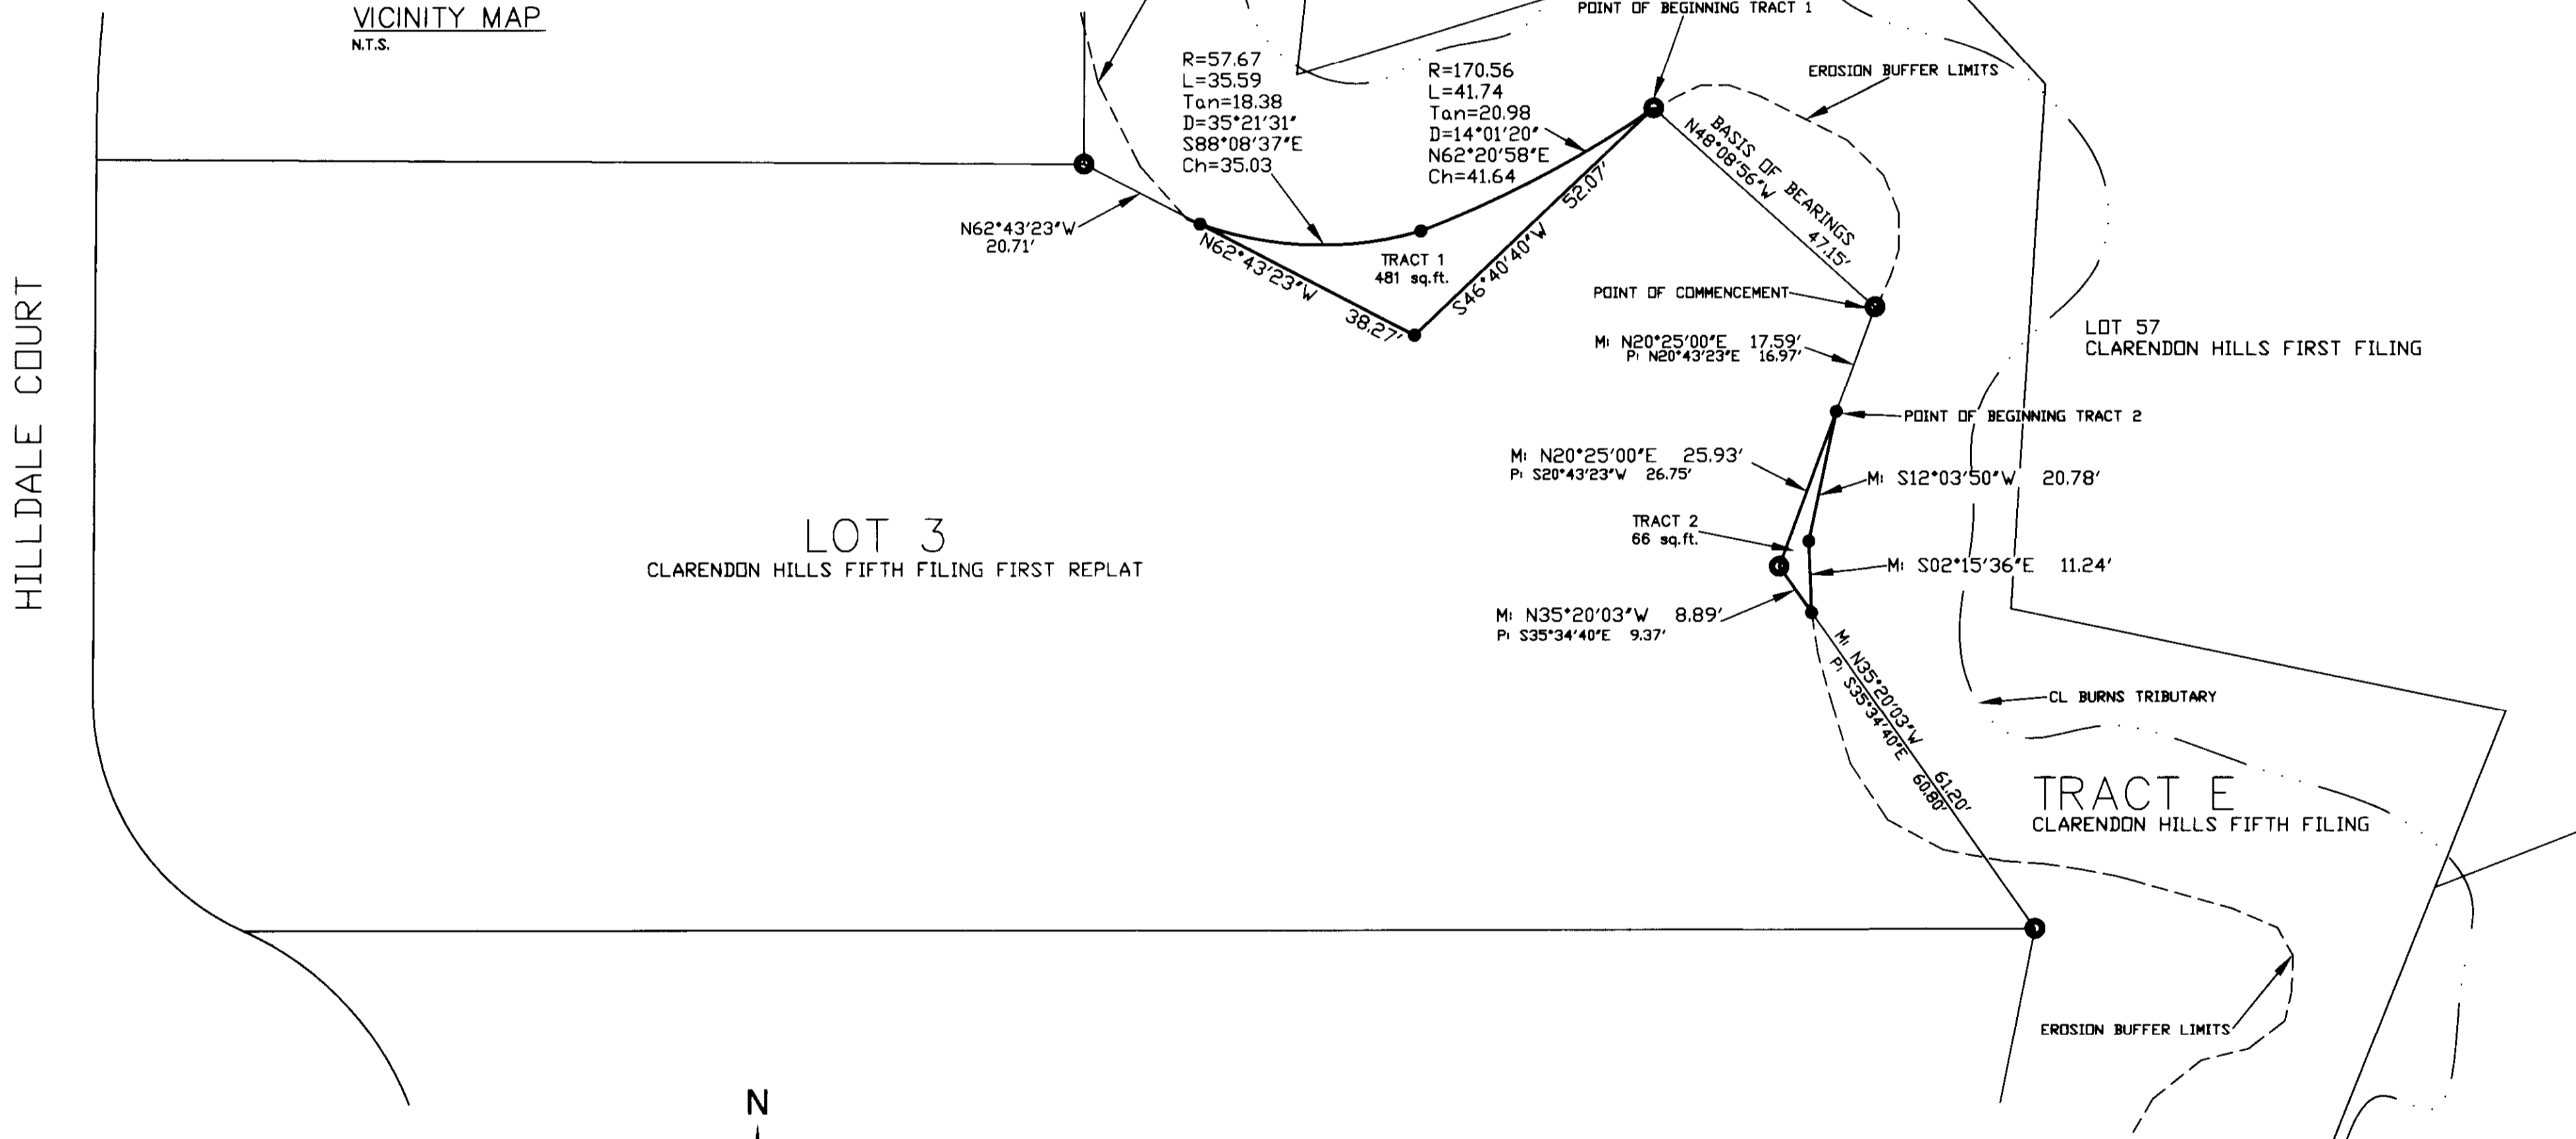 VICINITY MAP
N.T.S.
POINT OF BEGINNING TRACT 1
R=57.67
L=35.59
Tan=18.38
D=35°21'31"
S88°08'37"E
Ch=35.03
R=170.56
L=41.74
Tan=20.98
D=14°01'20"
N62°20'58"E
Ch=41.64
EROSION BUFFER LIMITS
BASIS OF BEARINGS
N48°08'56"W
47.15'
N62°43'23"W
20.71'
N62°43'23"W 38.27'
TRACT 1
481 sq.ft.
S46°40'40"W 52.07'
POINT OF COMMENCEMENT
M: N20°25'00"E 17.59'
P: N20°43'23"E 16.97'
LOT 57
CLARENDON HILLS FIRST FILING
POINT OF BEGINNING TRACT 2
M: N20°25'00"E 25.93'
P: S20°43'23"W 26.75'
M: S12°03'50"W 20.78'
TRACT 2
66 sq.ft.
M: S02°15'36"E 11.24'
M: N35°20'03"W 8.89'
P: S35°34'40"E 9.37'
HILLDALE COURT
LOT 3
CLARENDON HILLS FIFTH FILING FIRST REPLAT
M: N35°20'03"W 61.20'
P: S35°34'40"E 60.80'
CL BURNS TRIBUTARY
TRACT E
CLARENDON HILLS FIFTH FILING
EROSION BUFFER LIMITS
N